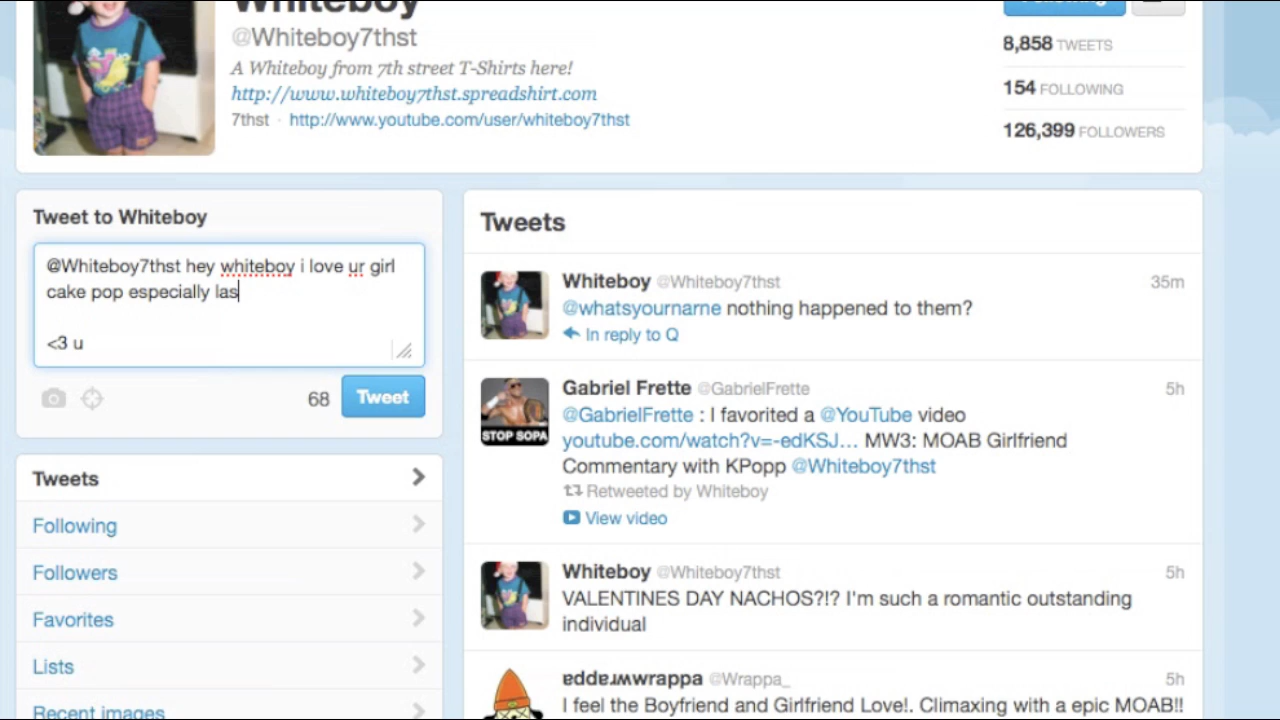 Whiteboy
Following
@Whiteboy7thst
8,858 TWEETS
A Whiteboy from 7th street T-Shirts here!
http://www.whiteboy7thst.spreadshirt.com
154 FOLLOWING
7thst · http://www.youtube.com/user/whiteboy7thst
126,399 FOLLOWERS
Tweet to Whiteboy
@Whiteboy7thst hey whiteboy i love ur girl
cake pop especially las
<3 u
68 Tweet
Tweets
Following
Followers
Favorites
Lists
Recent images
Tweets
Whiteboy @Whiteboy7thst 35m
@whatsyournarne nothing happened to them?
In reply to Q
Gabriel Frette @GabrielFrette 5h
@GabrielFrette : I favorited a @YouTube video
youtube.com/watch?v=-edKSJ... MW3: MOAB Girlfriend
Commentary with KPopp @Whiteboy7thst
Retweeted by Whiteboy
View video
STOP SOPA
Whiteboy @Whiteboy7thst 5h
VALENTINES DAY NACHOS?!? I'm such a romantic outstanding
individual
@Wrappa_ 5h
I feel the Boyfriend and Girlfriend Love!. Climaxing with a epic MOAB!!